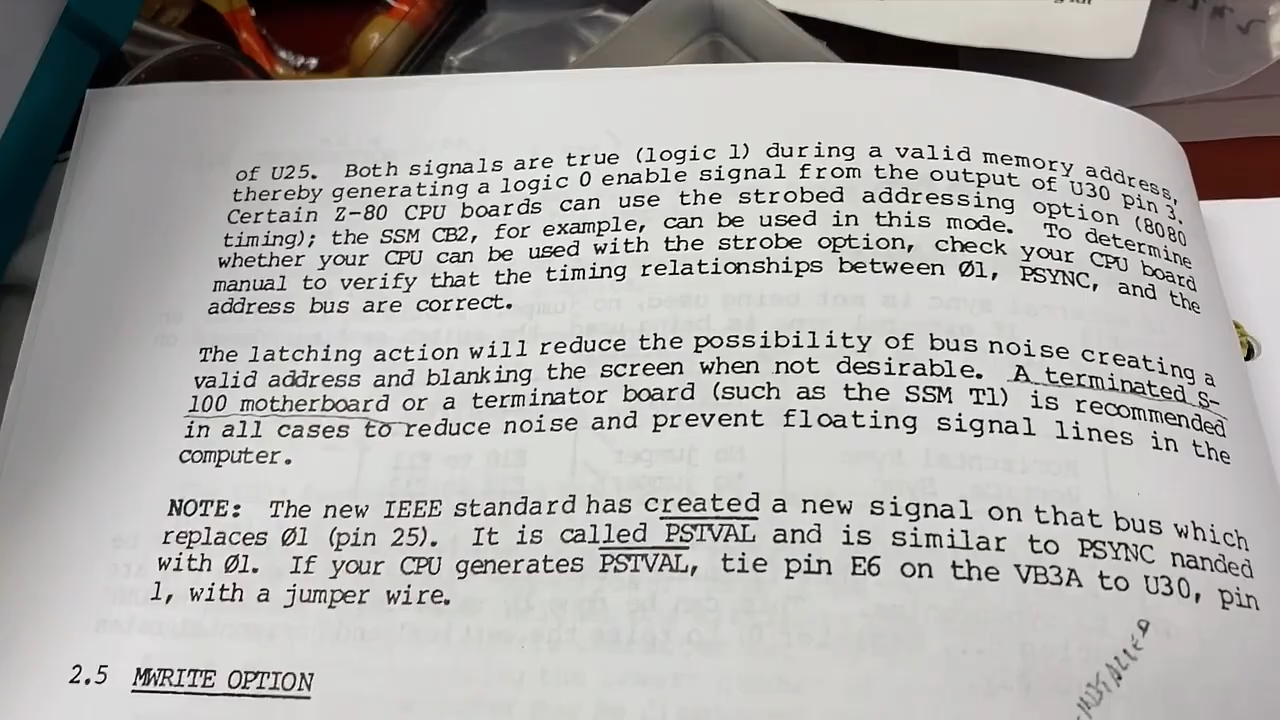 of U25. Both signals are true (logic 1) during a valid memory address,
thereby generating a logic 0 enable signal from the output of U30 pin 3.
Certain Z-80 CPU boards can use the strobed addressing option (8080
timing); the SSM CB2, for example, can be used in this mode. To determine
whether your CPU can be used with the strobe option, check your CPU board
manual to verify that the timing relationships between Ø1, PSYNC, and the
address bus are correct.
The latching action will reduce the possibility of bus noise creating a
valid address and blanking the screen when not desirable. A terminated S-
100 motherboard or a terminator board (such as the SSM T1) is recommended
in all cases to reduce noise and prevent floating signal lines in the
computer.
NOTE: The new IEEE standard has created a new signal on that bus which
replaces Ø1 (pin 25). It is called PSTVAL and is similar to PSYNC nanded
with Ø1. If your CPU generates PSTVAL, tie pin E6 on the VB3A to U30, pin
1, with a jumper wire.
2.5 MWRITE OPTION
INSTALLED